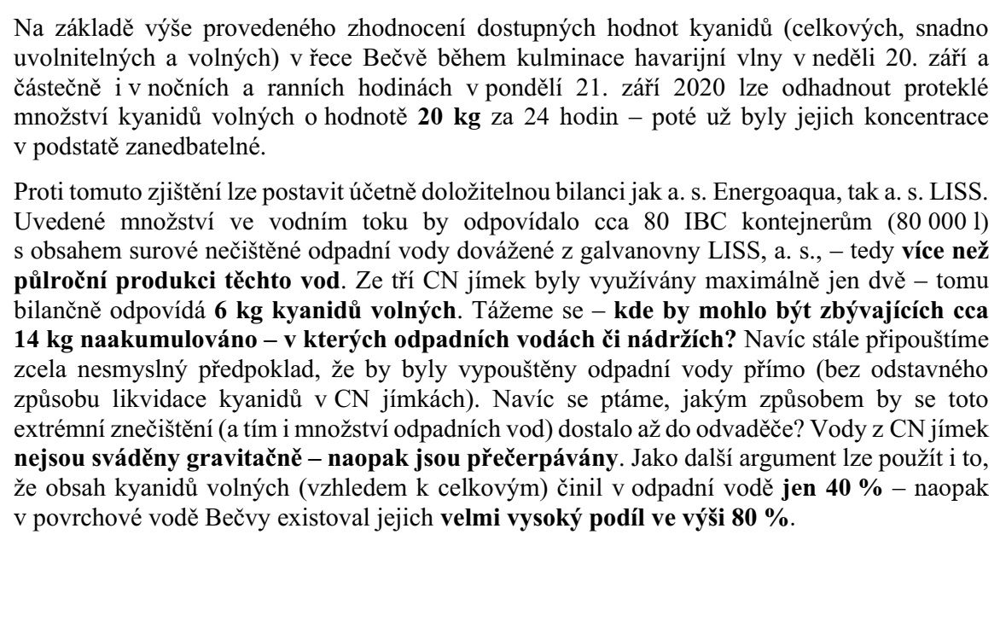 Na základě výše provedeného zhodnocení dostupných hodnot kyanidů (celkových, snadno
uvolnitelných a volných) v řece Bečvě během kulminace havarijní vlny v neděli 20. září a
částečně i v nočních a ranních hodinách v pondělí 21. září 2020 lze odhadnout proteklé
množství kyanidů volných o hodnotě 20 kg za 24 hodin – poté už byly jejich koncentrace
v podstatě zanedbatelné.
Proti tomuto zjištění lze postavit účetně doložitelnou bilanci jak a. s. Energoaqua, tak a. s. LISS.
Uvedené množství ve vodním toku by odpovídalo cca 80 IBC kontejnerům (80 000 l)
s obsahem surové nečištěné odpadní vody dovážené z galvanovny LISS, a. s., – tedy více než
půlroční produkci těchto vod. Ze tří CN jímek byly využívány maximálně jen dvě – tomu
bilančně odpovídá 6 kg kyanidů volných. Tážeme se – kde by mohlo být zbývajících cca
14 kg naakumulováno – v kterých odpadních vodách či nádržích? Navíc stále připouštíme
zcela nesmyslný předpoklad, že by byly vypouštěny odpadní vody přímo (bez odstavného
způsobu likvidace kyanidů v CN jímkách). Navíc se ptáme, jakým způsobem by se toto
extrémní znečištění (a tím i množství odpadních vod) dostalo až do odvaděče? Vody z CN jímek
nejsou sváděny gravitačně – naopak jsou přečerpávány. Jako další argument lze použít i to,
že obsah kyanidů volných (vzhledem k celkovým) činil v odpadní vodě jen 40 % – naopak
v povrchové vodě Bečvy existoval jejich velmi vysoký podíl ve výši 80 %.